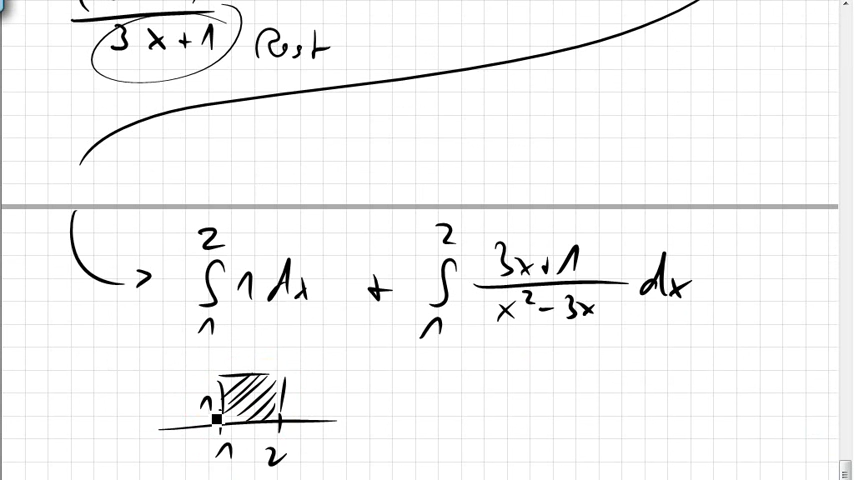 3x+1 Rest
∫₁² 1 dx + ∫₁² (3x+1)/(x²-3x) dx
1
1 2